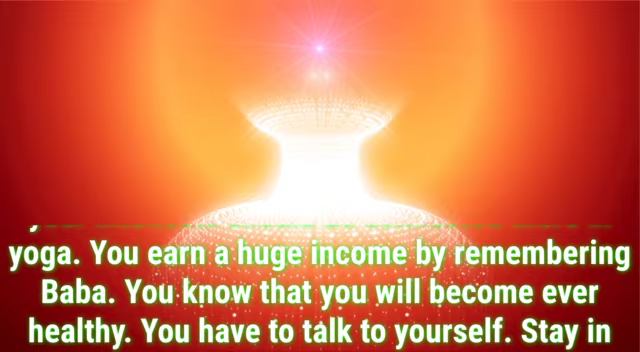 yoga. You earn a huge income by remembering
Baba. You know that you will become ever
healthy. You have to talk to yourself. Stay in